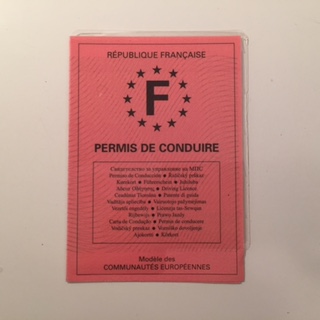 RÉPUBLIQUE FRANÇAISE
F
PERMIS DE CONDUIRE
Свидетелство за управление на МПС
Permiso de Conducción ● Řidičský průkaz
Kørekort ● Führerschein ● Juhiluba
Άδεια Οδήγησης ● Driving Licence
Ceadúnas Tiomána ● Patente di guida
Vadītāja apliecība ● Vairuotojo pažymėjimas
Vezetői engedély ● Liċenzja tas-Sewqan
Rijbewijs ● Prawo Jazdy
Carta de Condução ● Permis de conducere
Vodičský preukaz ● Vozniško dovoljenje
Ajokortti ● Körkort
Modèle des
COMMUNAUTÉS EUROPÉENNES